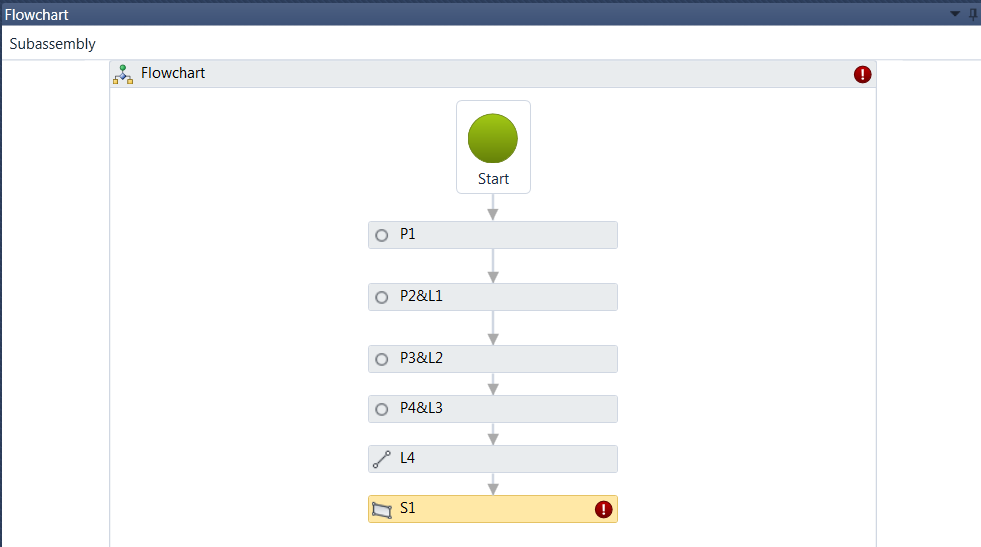 Flowchart
Subassembly
Flowchart
Start
P1
P2&L1
P3&L2
P4&L3
L4
S1